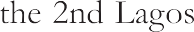 the 2nd Lagos